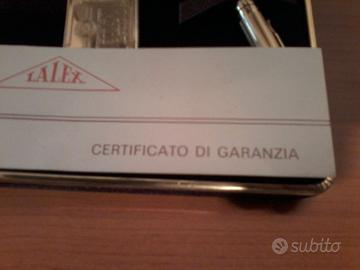 LALEX
CERTIFICATO DI GARANZIA
subito